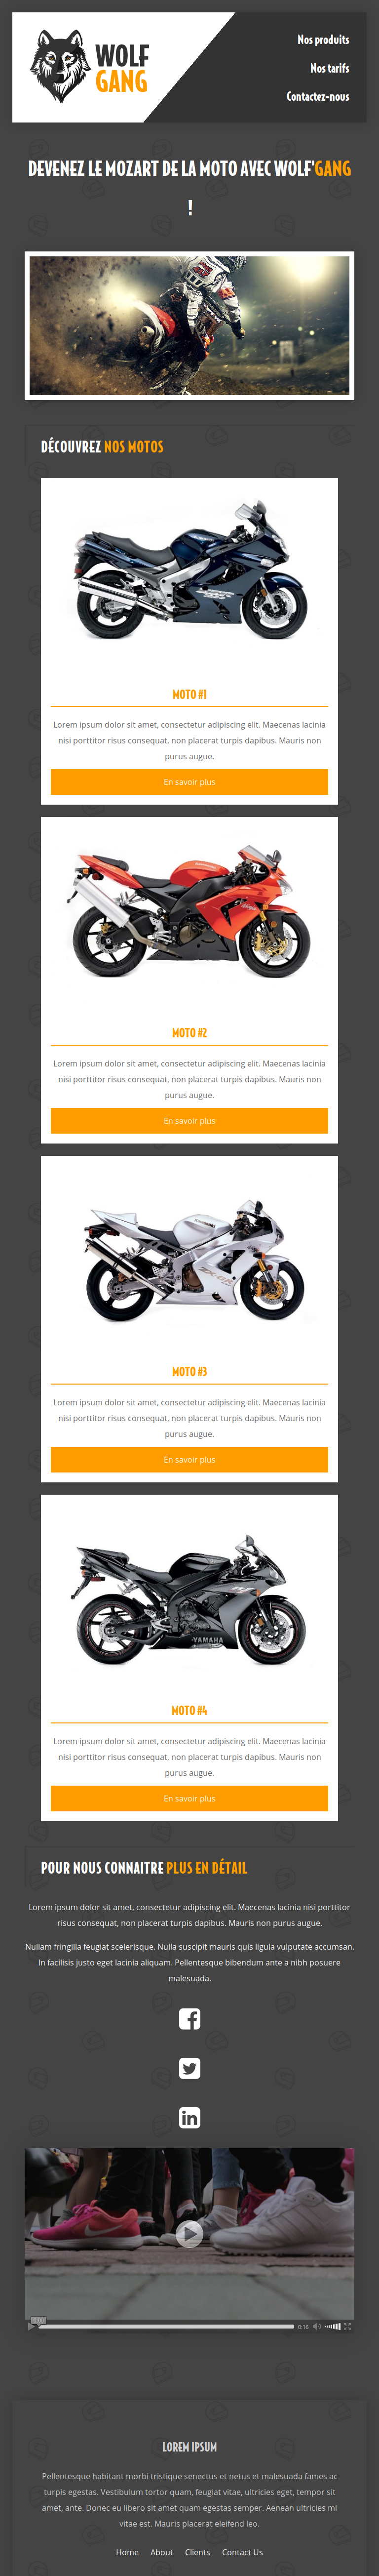 WOLF
GANG
Nos produits
Nos tarifs
Contactez-nous
DEVENEZ LE MOZART DE LA MOTO AVEC WOLF'GANG
!
DÉCOUVREZ NOS MOTOS
MOTO #1
Lorem ipsum dolor sit amet, consectetur adipiscing elit. Maecenas lacinia
nisi porttitor risus consequat, non placerat turpis dapibus. Mauris non
purus augue.
En savoir plus
MOTO #2
Lorem ipsum dolor sit amet, consectetur adipiscing elit. Maecenas lacinia
nisi porttitor risus consequat, non placerat turpis dapibus. Mauris non
purus augue.
En savoir plus
MOTO #3
Lorem ipsum dolor sit amet, consectetur adipiscing elit. Maecenas lacinia
nisi porttitor risus consequat, non placerat turpis dapibus. Mauris non
purus augue.
En savoir plus
YAMAHA
MOTO #4
Lorem ipsum dolor sit amet, consectetur adipiscing elit. Maecenas lacinia
nisi porttitor risus consequat, non placerat turpis dapibus. Mauris non
purus augue.
En savoir plus
POUR NOUS CONNAITRE PLUS EN DÉTAIL
Lorem ipsum dolor sit amet, consectetur adipiscing elit. Maecenas lacinia nisi porttitor
risus consequat, non placerat turpis dapibus. Mauris non purus augue.
Nullam fringilla feugiat scelerisque. Nulla suscipit mauris quis ligula vulputate accumsan.
In facilisis justo eget lacinia aliquam. Pellentesque bibendum ante a nibh posuere
malesuada.
0:16
LOREM IPSUM
Pellentesque habitant morbi tristique senectus et netus et malesuada fames ac
turpis egestas. Vestibulum tortor quam, feugiat vitae, ultricies eget, tempor sit
amet, ante. Donec eu libero sit amet quam egestas semper. Aenean ultricies mi
vitae est. Mauris placerat eleifend leo.
Home About Clients Contact Us